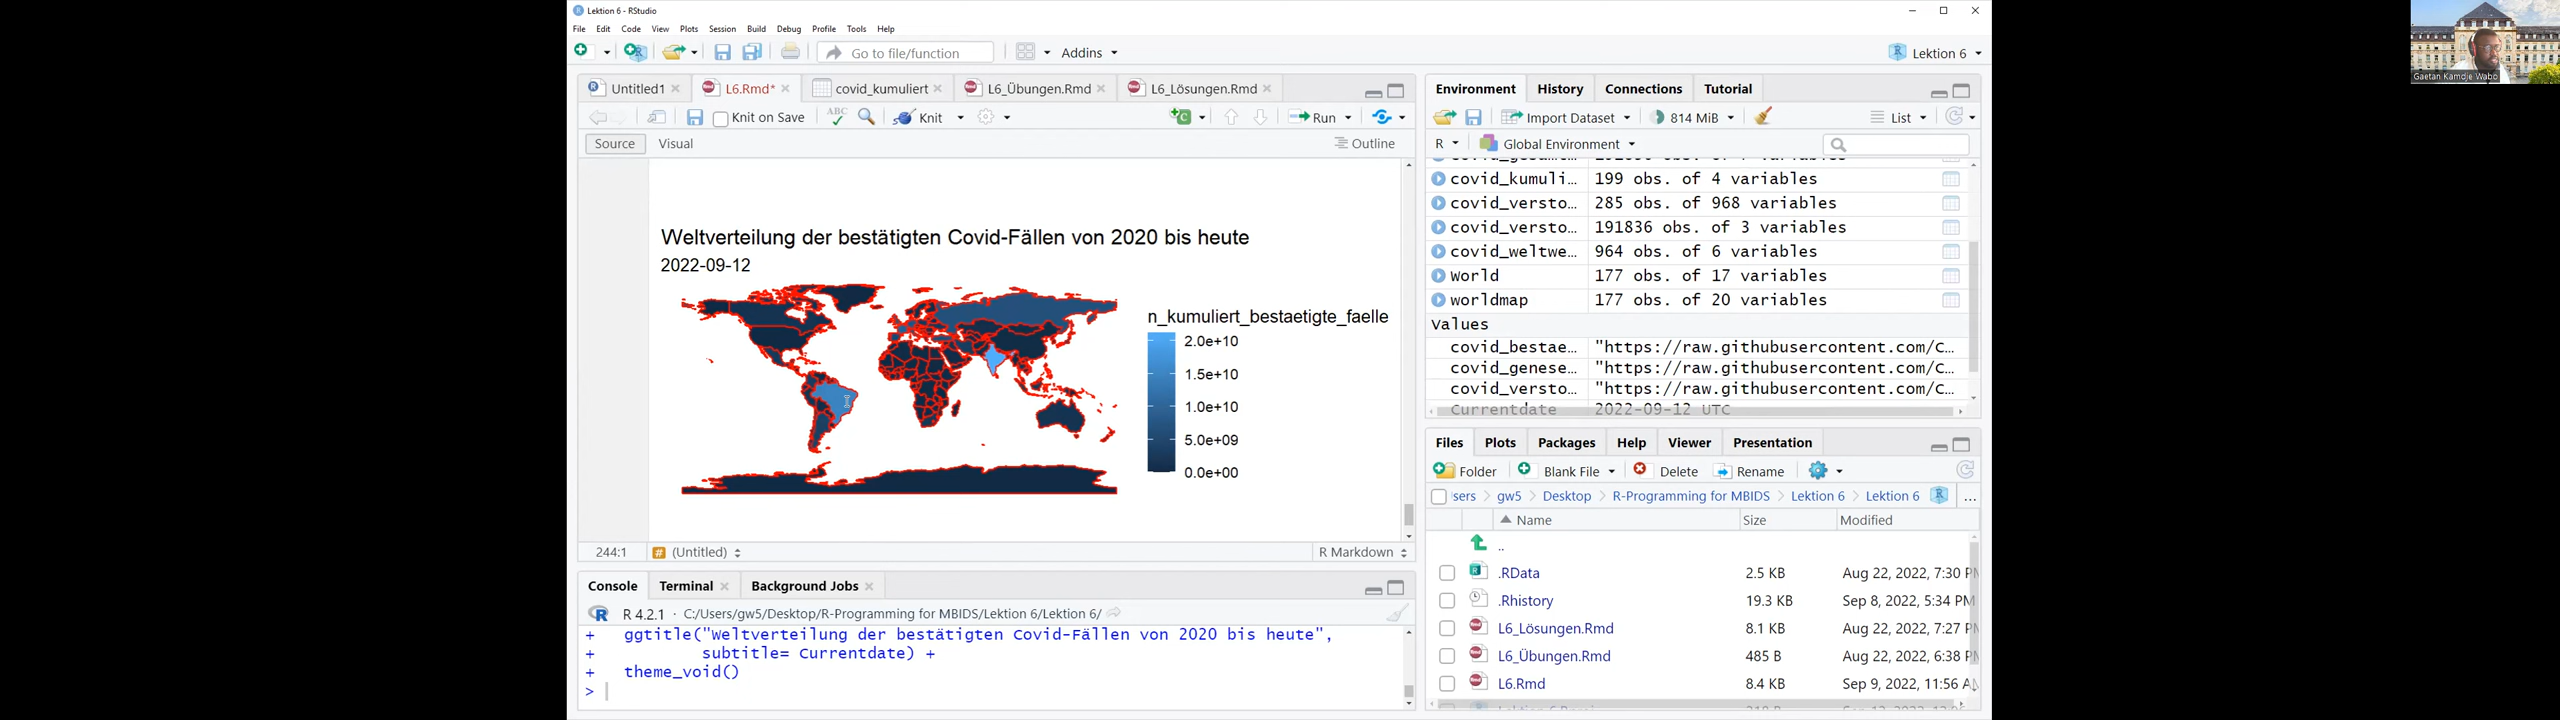 Lektion 6 - RStudio
File Edit Code View Plots Session Build Debug Profile Tools Help
Go to file/function Addins Lektion 6
Untitled1 L6.Rmd* covid_kumuliert L6_Übungen.Rmd L6_Lösungen.Rmd
Knit on Save ABC Knit Run
Source Visual Outline
Weltverteilung der bestätigten Covid-Fällen von 2020 bis heute
2022-09-12
n_kumuliert_bestaetigte_faelle
2.0e+10
1.5e+10
1.0e+10
5.0e+09
0.0e+00
244:1 (Untitled) R Markdown
Console Terminal Background Jobs
R 4.2.1 · C:/Users/gw5/Desktop/R-Programming for MBIDS/Lektion 6/Lektion 6/
+ ggtitle("Weltverteilung der bestätigten Covid-Fällen von 2020 bis heute",
+ subtitle= Currentdate) +
+ theme_void()
>
Environment History Connections Tutorial
Import Dataset 814 MiB List
R Global Environment
covid_kumuli… 199 obs. of 4 variables
covid_versto… 285 obs. of 968 variables
covid_versto… 191836 obs. of 3 variables
covid_weltwe… 964 obs. of 6 variables
world 177 obs. of 17 variables
worldmap 177 obs. of 20 variables
Values
covid_bestae… "https://raw.githubusercontent.com/C…
covid_genese… "https://raw.githubusercontent.com/C…
covid_versto… "https://raw.githubusercontent.com/C…
Currentdate 2022-09-12 UTC
Files Plots Packages Help Viewer Presentation
Folder Blank File Delete Rename
sers gw5 Desktop R-Programming for MBIDS Lektion 6 Lektion 6 ...
Name Size Modified
..
.RData 2.5 KB Aug 22, 2022, 7:30 P
.Rhistory 19.3 KB Sep 8, 2022, 5:34 PM
L6_Lösungen.Rmd 8.1 KB Aug 22, 2022, 7:27 P
L6_Übungen.Rmd 485 B Aug 22, 2022, 6:38 P
L6.Rmd 8.4 KB Sep 9, 2022, 11:56 A
Gaetan Kamdje Wabo